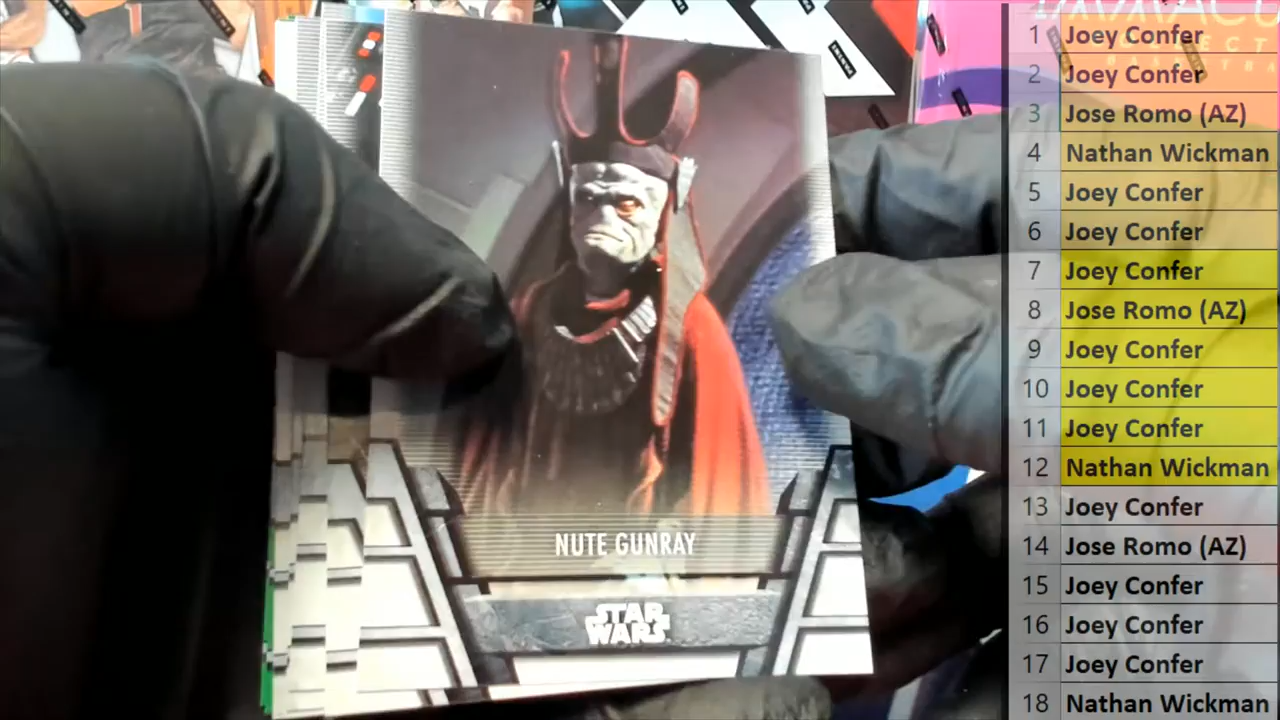 NUTE GUNRAY
STAR
WARS
1 Joey Confer
2 Joey Confer
3 Jose Romo (AZ)
4 Nathan Wickman
5 Joey Confer
6 Joey Confer
7 Joey Confer
8 Jose Romo (AZ)
9 Joey Confer
10 Joey Confer
11 Joey Confer
12 Nathan Wickman
13 Joey Confer
14 Jose Romo (AZ)
15 Joey Confer
16 Joey Confer
17 Joey Confer
18 Nathan Wickman